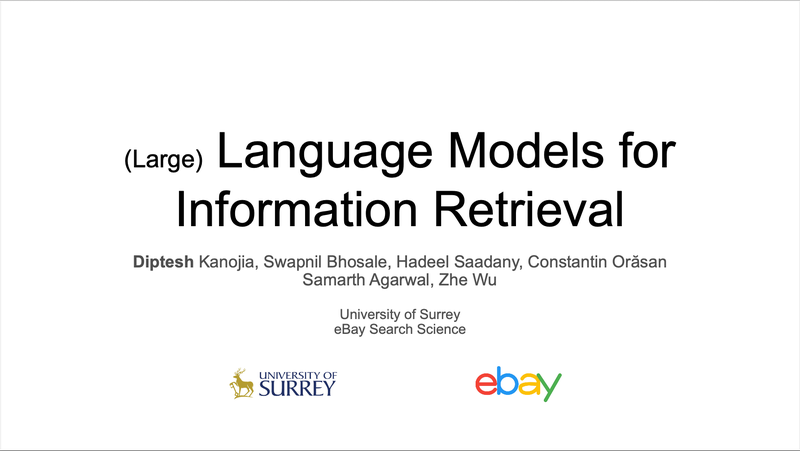 (Large) Language Models for
Information Retrieval
Diptesh Kanojia, Swapnil Bhosale, Hadeel Saadany, Constantin Orăsan
Samarth Agarwal, Zhe Wu
University of Surrey
eBay Search Science
UNIVERSITY OF
SURREY
ebay